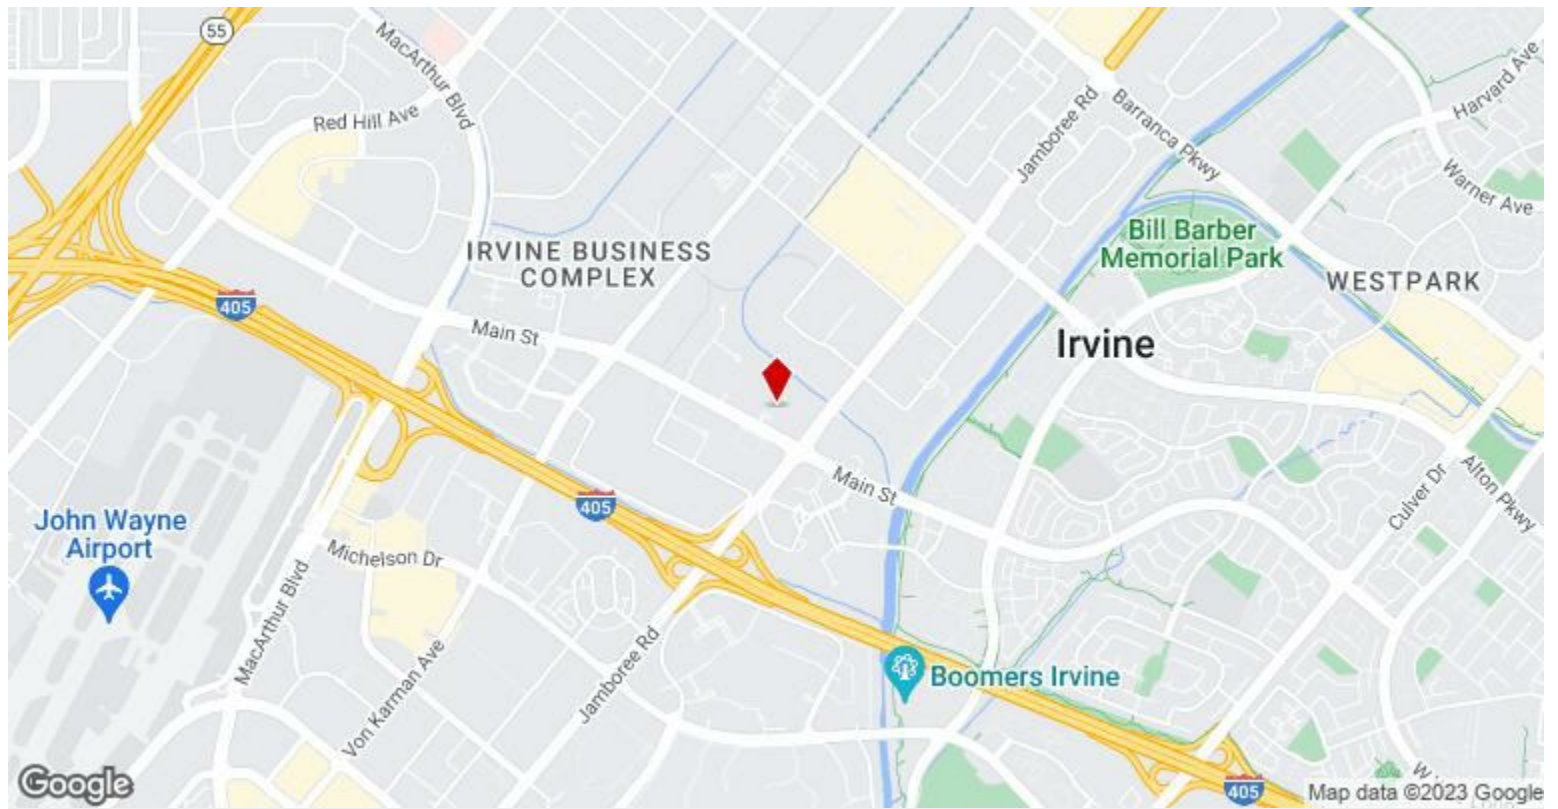 55
MacArthur Blvd
Red Hill Ave
Jamboree Rd
Barranca Pkwy
Harvard Ave
Warner Ave
IRVINE BUSINESS
COMPLEX
Bill Barber
Memorial Park
WESTPARK
405
Main St
Irvine
Main St
405
Culver Dr
Alton Pkwy
John Wayne
Airport
Michelson Dr
MacArthur Blvd
Von Karman Ave
Jamboree Rd
Boomers Irvine
Google
405
Map data ©2023 Google